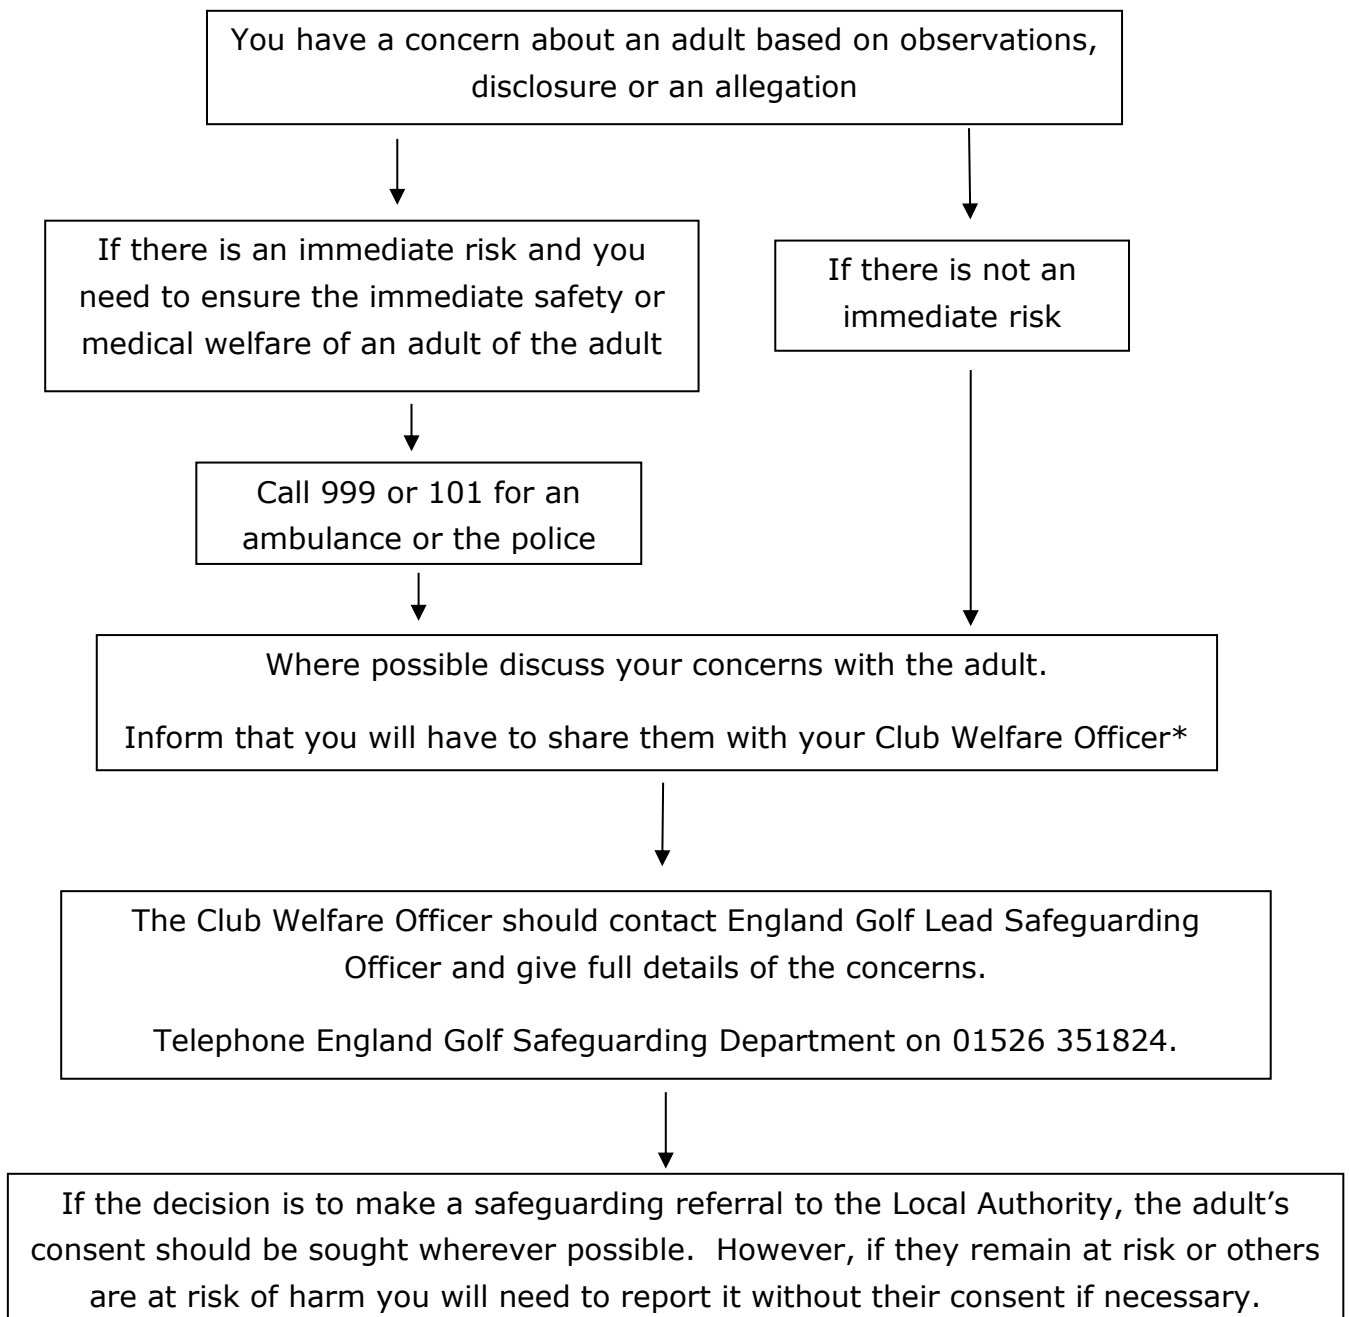 You have a concern about an adult based on observations,
disclosure or an allegation
If there is an immediate risk and you
need to ensure the immediate safety or
medical welfare of an adult of the adult
If there is not an
immediate risk
Call 999 or 101 for an
ambulance or the police
Where possible discuss your concerns with the adult.
Inform that you will have to share them with your Club Welfare Officer*
The Club Welfare Officer should contact England Golf Lead Safeguarding
Officer and give full details of the concerns.
Telephone England Golf Safeguarding Department on 01526 351824.
If the decision is to make a safeguarding referral to the Local Authority, the adult’s
consent should be sought wherever possible.  However, if they remain at risk or others
are at risk of harm you will need to report it without their consent if necessary.